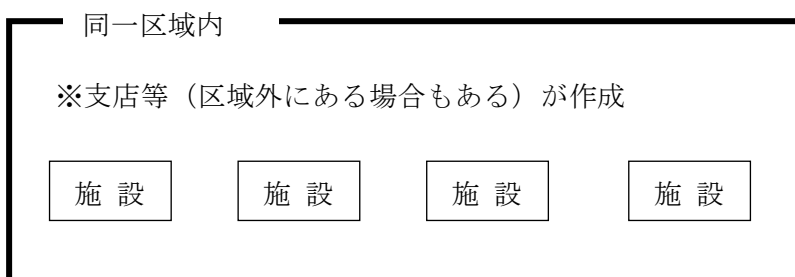 同一区域内
※支店等（区域外にある場合もある）が作成
施 設 施 設 施 設 施 設